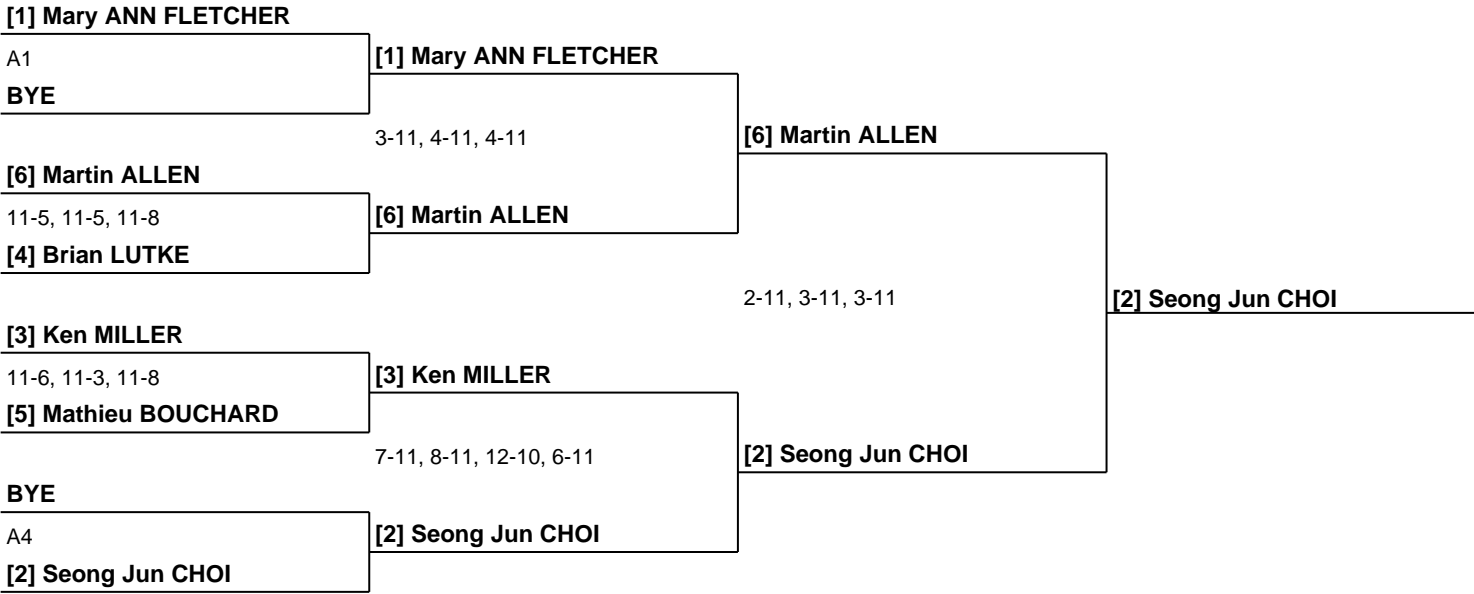 [1] Mary ANN FLETCHER
A1
BYE
[1] Mary ANN FLETCHER
3-11, 4-11, 4-11
[6] Martin ALLEN
11-5, 11-5, 11-8
[4] Brian LUTKE
[6] Martin ALLEN
[6] Martin ALLEN
2-11, 3-11, 3-11
[2] Seong Jun CHOI
[3] Ken MILLER
11-6, 11-3, 11-8
[5] Mathieu BOUCHARD
[3] Ken MILLER
7-11, 8-11, 12-10, 6-11
[2] Seong Jun CHOI
BYE
A4
[2] Seong Jun CHOI
[2] Seong Jun CHOI